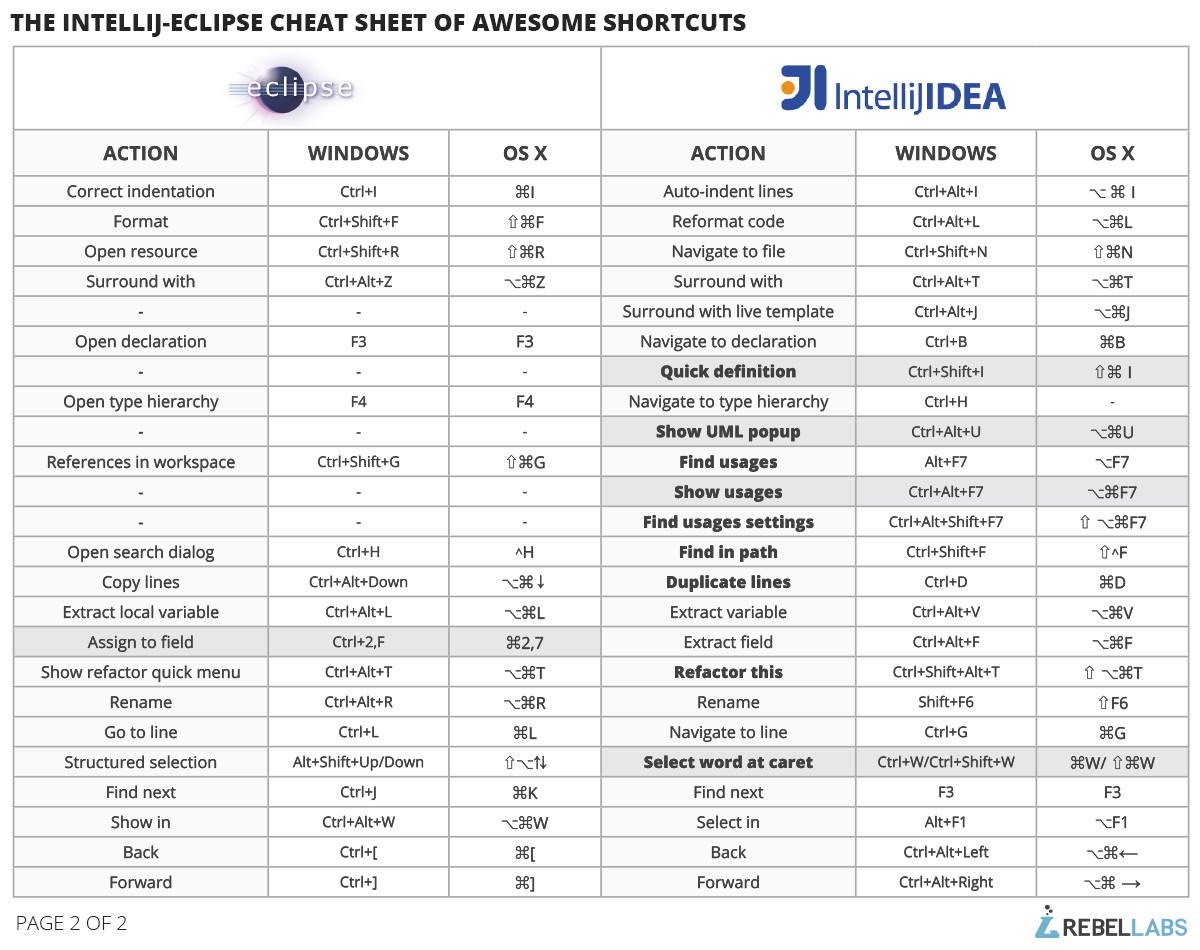 THE INTELLIJ-ECLIPSE CHEAT SHEET OF AWESOME SHORTCUTS
eclipse JI IntelliJIDEA
ACTION WINDOWS OS X ACTION WINDOWS OS X
Correct indentation Ctrl+I ⌘I Auto-indent lines Ctrl+Alt+I ⌥ ⌘ I
Format Ctrl+Shift+F ⇧⌘F Reformat code Ctrl+Alt+L ⌥⌘L
Open resource Ctrl+Shift+R ⇧⌘R Navigate to file Ctrl+Shift+N ⇧⌘N
Surround with Ctrl+Alt+Z ⌥⌘Z Surround with Ctrl+Alt+T ⌥⌘T
- - - Surround with live template Ctrl+Alt+J ⌥⌘J
Open declaration F3 F3 Navigate to declaration Ctrl+B ⌘B
- - - Quick definition Ctrl+Shift+I ⇧⌘ I
Open type hierarchy F4 F4 Navigate to type hierarchy Ctrl+H -
- - - Show UML popup Ctrl+Alt+U ⌥⌘U
References in workspace Ctrl+Shift+G ⇧⌘G Find usages Alt+F7 ⌥F7
- - - Show usages Ctrl+Alt+F7 ⌥⌘F7
- - - Find usages settings Ctrl+Alt+Shift+F7 ⇧ ⌥⌘F7
Open search dialog Ctrl+H ^H Find in path Ctrl+Shift+F ⇧^F
Copy lines Ctrl+Alt+Down ⌥⌘↓ Duplicate lines Ctrl+D ⌘D
Extract local variable Ctrl+Alt+L ⌥⌘L Extract variable Ctrl+Alt+V ⌥⌘V
Assign to field Ctrl+2,F ⌘2,7 Extract field Ctrl+Alt+F ⌥⌘F
Show refactor quick menu Ctrl+Alt+T ⌥⌘T Refactor this Ctrl+Shift+Alt+T ⇧ ⌥⌘T
Rename Ctrl+Alt+R ⌥⌘R Rename Shift+F6 ⇧F6
Go to line Ctrl+L ⌘L Navigate to line Ctrl+G ⌘G
Structured selection Alt+Shift+Up/Down ⇧⌥↑↓ Select word at caret Ctrl+W/Ctrl+Shift+W ⌘W/ ⇧⌘W
Find next Ctrl+J ⌘K Find next F3 F3
Show in Ctrl+Alt+W ⌥⌘W Select in Alt+F1 ⌥F1
Back Ctrl+[ ⌘[ Back Ctrl+Alt+Left ⌥⌘←
Forward Ctrl+] ⌘] Forward Ctrl+Alt+Right ⌥⌘ →
PAGE 2 OF 2 REBELLABS